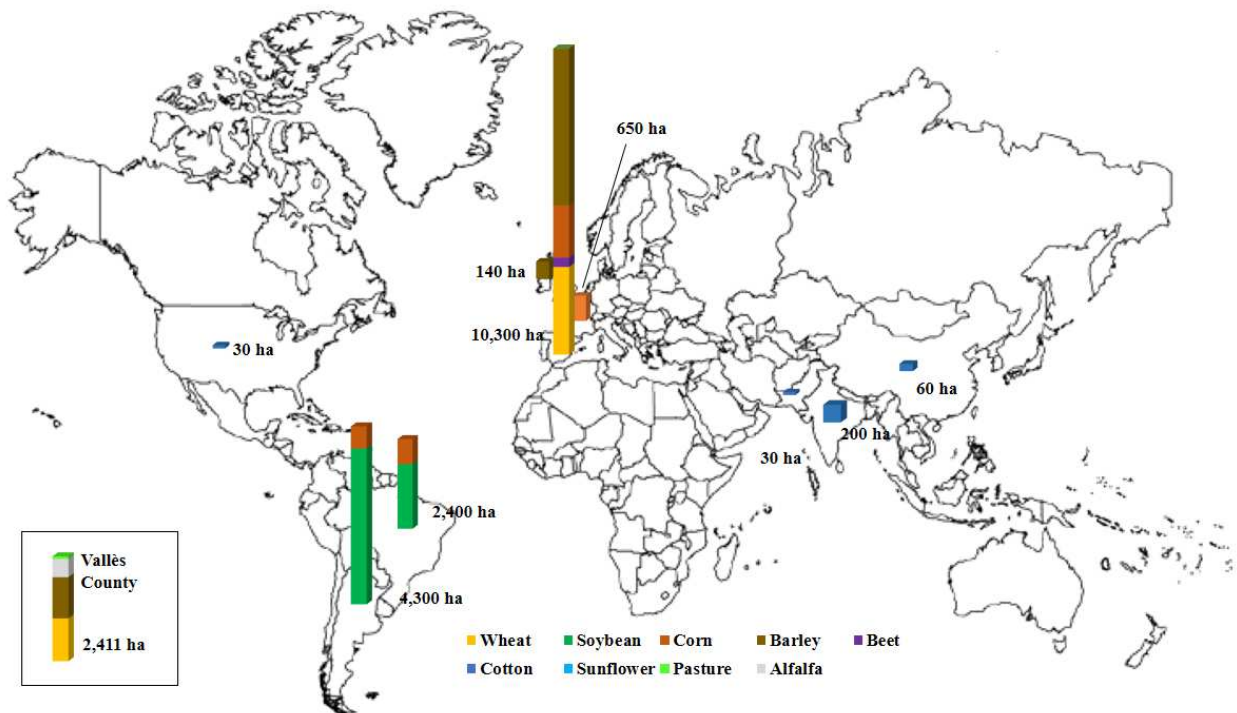 650 ha
140 ha
10,300 ha
30 ha
60 ha
200 ha
30 ha
2,400 ha
4,300 ha
Vallès
County
2,411 ha
Wheat Soybean Corn Barley Beet
Cotton Sunflower Pasture Alfalfa